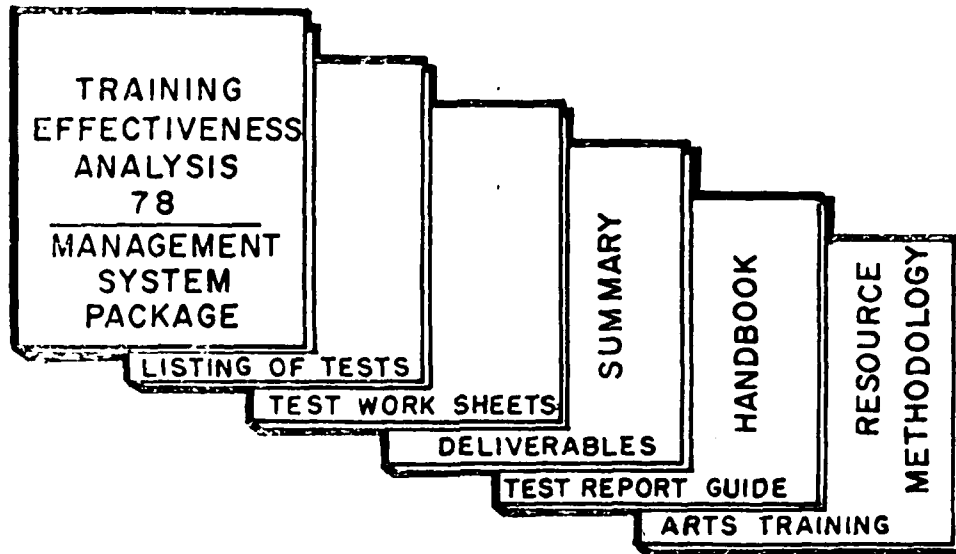 TRAINING
EFFECTIVENESS
ANALYSIS
78
MANAGEMENT
SYSTEM
PACKAGE
LISTING OF TESTS
TEST WORK SHEETS
SUMMARY
DELIVERABLES
HANDBOOK
TEST REPORT GUIDE
RESOURCE
METHODOLOGY
ARTS TRAINING